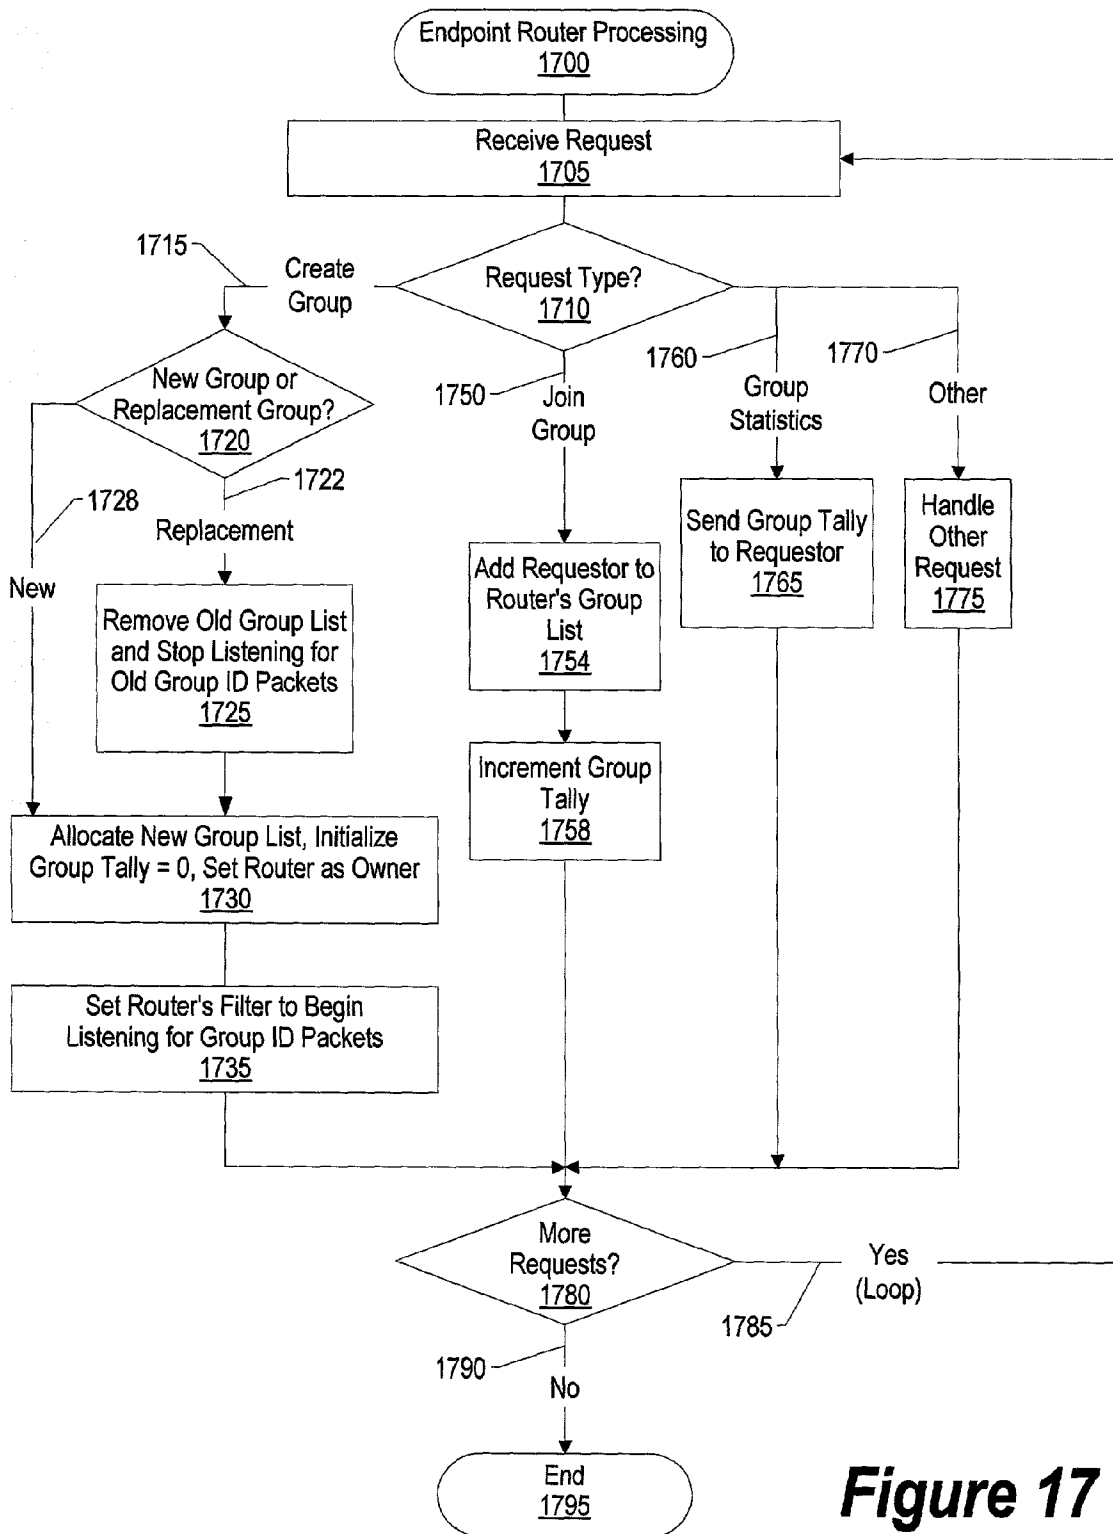 Endpoint Router Processing
1700
Receive Request
1705
1715
Create
Group
Request Type?
1710
1760
1770
1750
New Group or
Replacement Group?
1720
Join
Group
Group
Statistics
Other
1728
1722
Replacement
New
Send Group Tally
to Requestor
1765
Handle
Other
Request
1775
Add Requestor to
Router's Group
List
1754
Remove Old Group List
and Stop Listening for
Old Group ID Packets
1725
Increment Group
Tally
1758
Allocate New Group List, Initialize
Group Tally = 0, Set Router as Owner
1730
Set Router's Filter to Begin
Listening for Group ID Packets
1735
More
Requests?
1780
Yes
(Loop)
1785
1790
No
End
1795
Figure 17